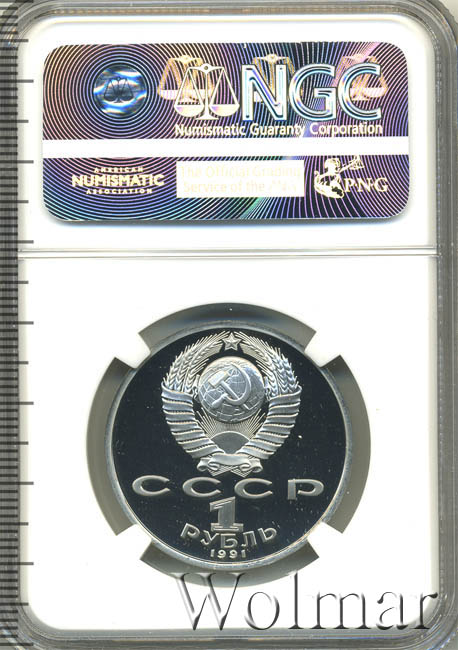 NGC
Numismatic Guaranty Corporation
AMERICAN
NUMISMATIC
ASSOCIATION
The Official Grading
Service of the
PNG
СССР
1
РУБЛЬ
1991
Wolmar